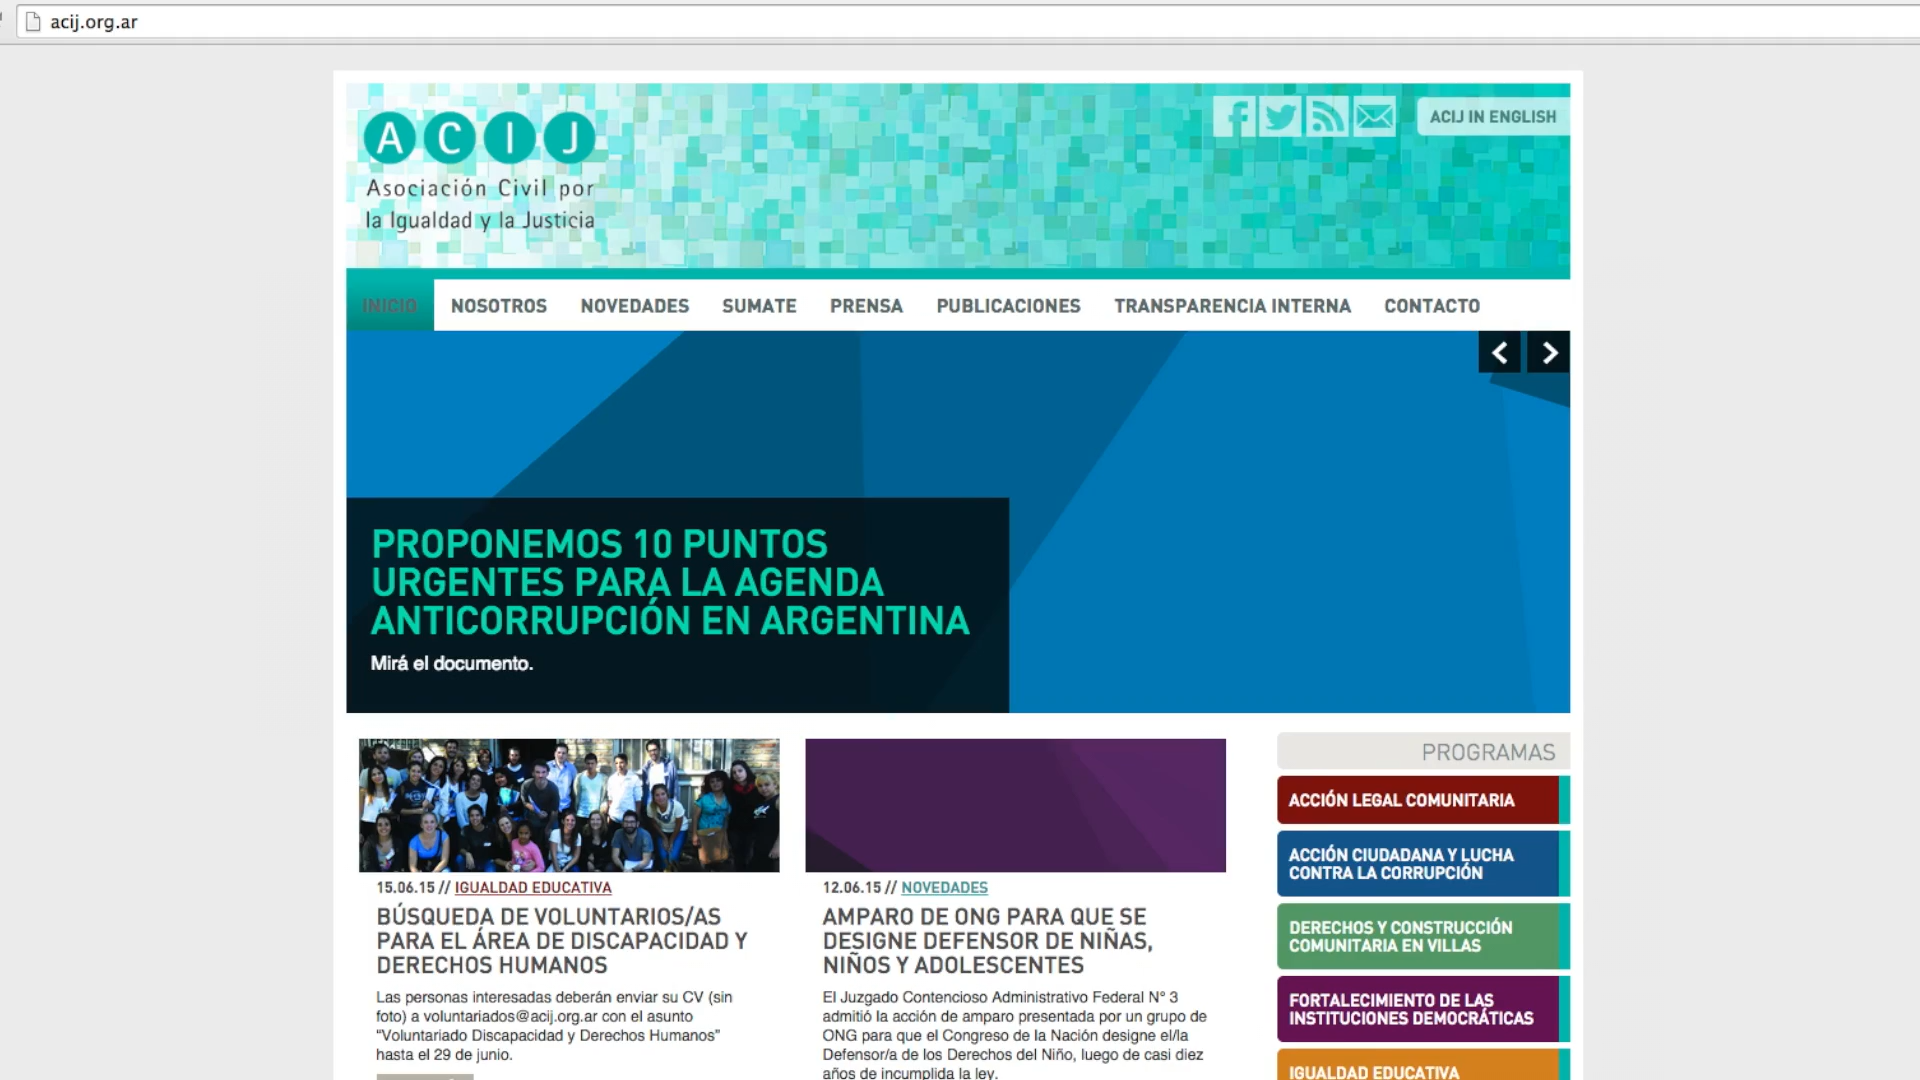 acij.org.ar
ACIJ
Asociación Civil por
la Igualdad y la Justicia
ACIJ IN ENGLISH
INICIO
NOSOTROS
NOVEDADES
SUMATE
PRENSA
PUBLICACIONES
TRANSPARENCIA INTERNA
CONTACTO
PROPONEMOS 10 PUNTOS
URGENTES PARA LA AGENDA
ANTICORRUPCIÓN EN ARGENTINA
Mirá el documento.
15.06.15 // IGUALDAD EDUCATIVA
BÚSQUEDA DE VOLUNTARIOS/AS
PARA EL ÁREA DE DISCAPACIDAD Y
DERECHOS HUMANOS
Las personas interesadas deberán enviar su CV (sin
foto) a voluntariados@acij.org.ar con el asunto
“Voluntariado Discapacidad y Derechos Humanos”
hasta el 29 de junio.
12.06.15 // NOVEDADES
AMPARO DE ONG PARA QUE SE
DESIGNE DEFENSOR DE NIÑAS,
NIÑOS Y ADOLESCENTES
El Juzgado Contencioso Administrativo Federal N° 3
admitió la acción de amparo presentada por un grupo de
ONG para que el Congreso de la Nación designe el/la
Defensor/a de los Derechos del Niño, luego de casi diez
años de incumplida la ley.
PROGRAMAS
ACCIÓN LEGAL COMUNITARIA
ACCIÓN CIUDADANA Y LUCHA
CONTRA LA CORRUPCIÓN
DERECHOS Y CONSTRUCCIÓN
COMUNITARIA EN VILLAS
FORTALECIMIENTO DE LAS
INSTITUCIONES DEMOCRÁTICAS
IGUALDAD EDUCATIVA